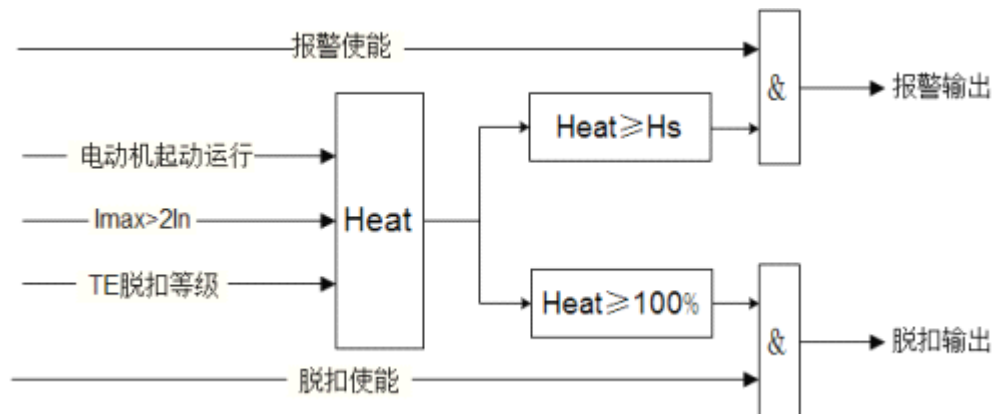 报警使能
&
报警输出
Heat≥Hs
电动机起动运行
Imax>2In
Heat
TE脱扣等级
Heat≥100%
&
脱扣输出
脱扣使能